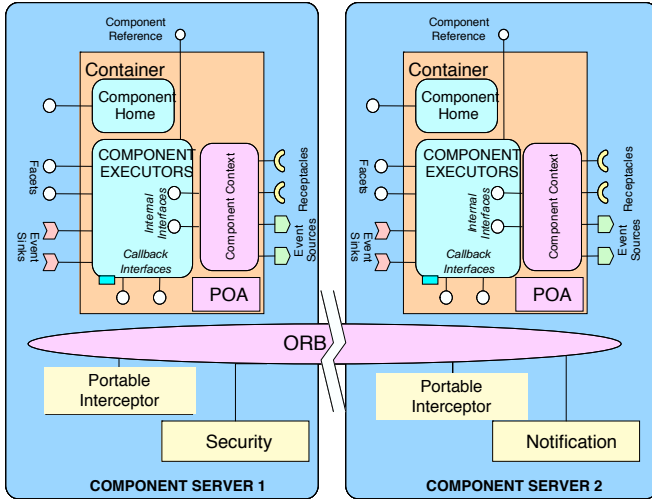 Component
Reference
Container
Component
Home
COMPONENT
EXECUTORS
Facets
Event
Sinks
Internal
Interfaces
Callback
Interfaces
Component Context
Receptacles
Event
Sources
POA
Component
Reference
Container
Component
Home
COMPONENT
EXECUTORS
Facets
Event
Sinks
Internal
Interfaces
Callback
Interfaces
Component Context
Receptacles
Event
Sources
POA
ORB
Portable
Interceptor
Security
Portable
Interceptor
Notification
COMPONENT SERVER 1
COMPONENT SERVER 2